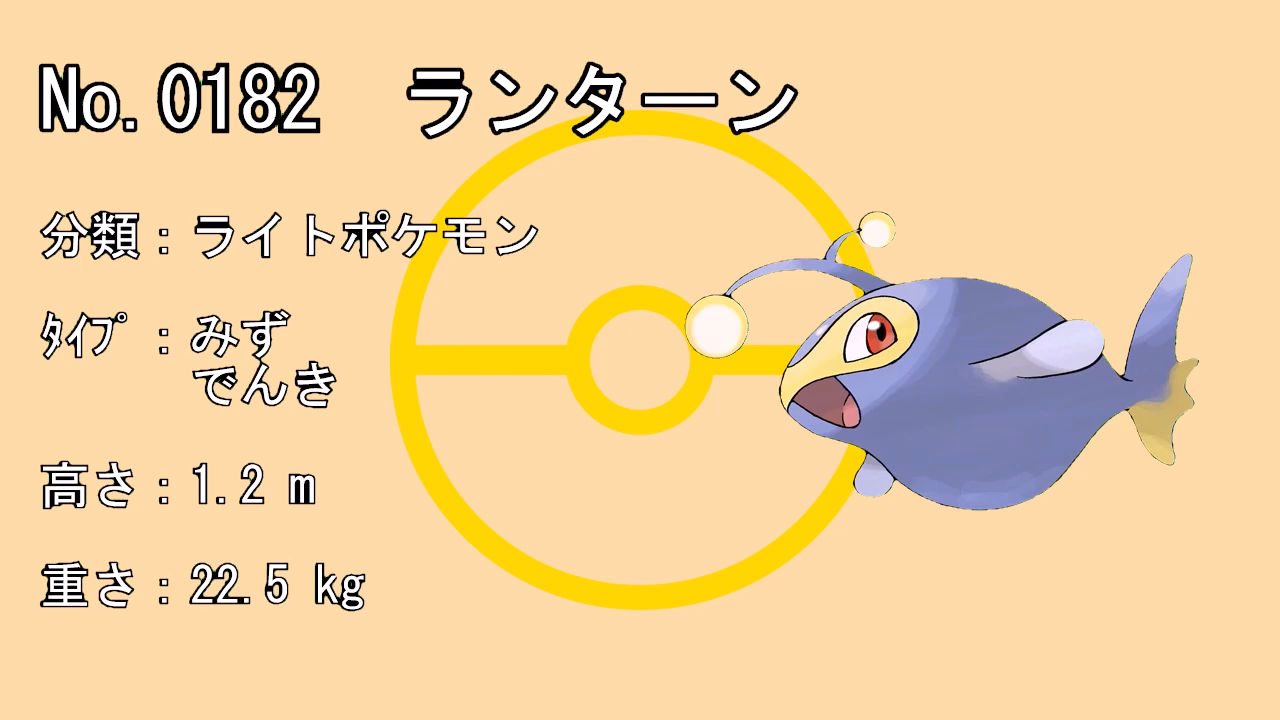 No.0182　ランターン
分類：ライトポケモン
ﾀｲﾌﾟ：みず
でんき
高さ：1.2 m
重さ：22.5 kg